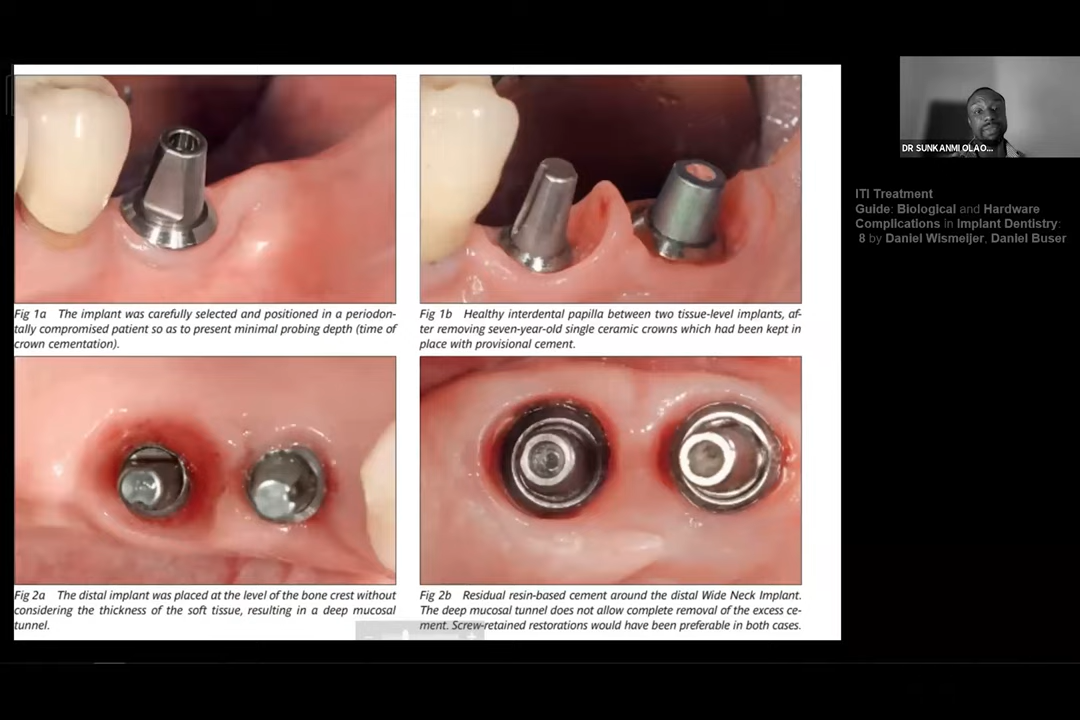 Fig 1a The implant was carefully selected and positioned in a periodon-
tally compromised patient so as to present minimal probing depth (time of
crown cementation).
Fig 1b Healthy interdental papilla between two tissue-level implants, af-
ter removing seven-year-old single ceramic crowns which had been kept in
place with provisional cement.
Fig 2a The distal implant was placed at the level of the bone crest without
considering the thickness of the soft tissue, resulting in a deep mucosal
tunnel.
Fig 2b Residual resin-based cement around the distal Wide Neck Implant.
The deep mucosal tunnel does not allow complete removal of the excess ce-
ment. Screw-retained restorations would have been preferable in both cases.
DR SUNKANMI OLAO...
ITI Treatment
Guide: Biological and Hardware
Complications in Implant Dentistry:
8 by Daniel Wismeijer, Daniel Buser